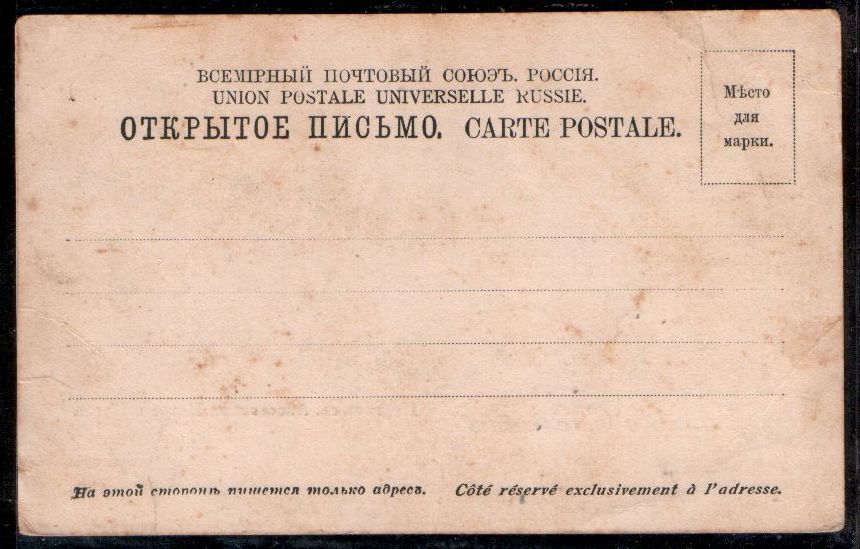 ВСЕМІРНЫЙ ПОЧТОВЫЙ СОЮЭЪ. РОССІЯ.
UNION POSTALE UNIVERSELLE RUSSIE.
ОТКРЫТОЕ ПИСЬМО. CARTE POSTALE.
Мѣсто
для
марки.
На этой сторонѣ пишется только адресъ. Côté réservé exclusivement à l'adresse.